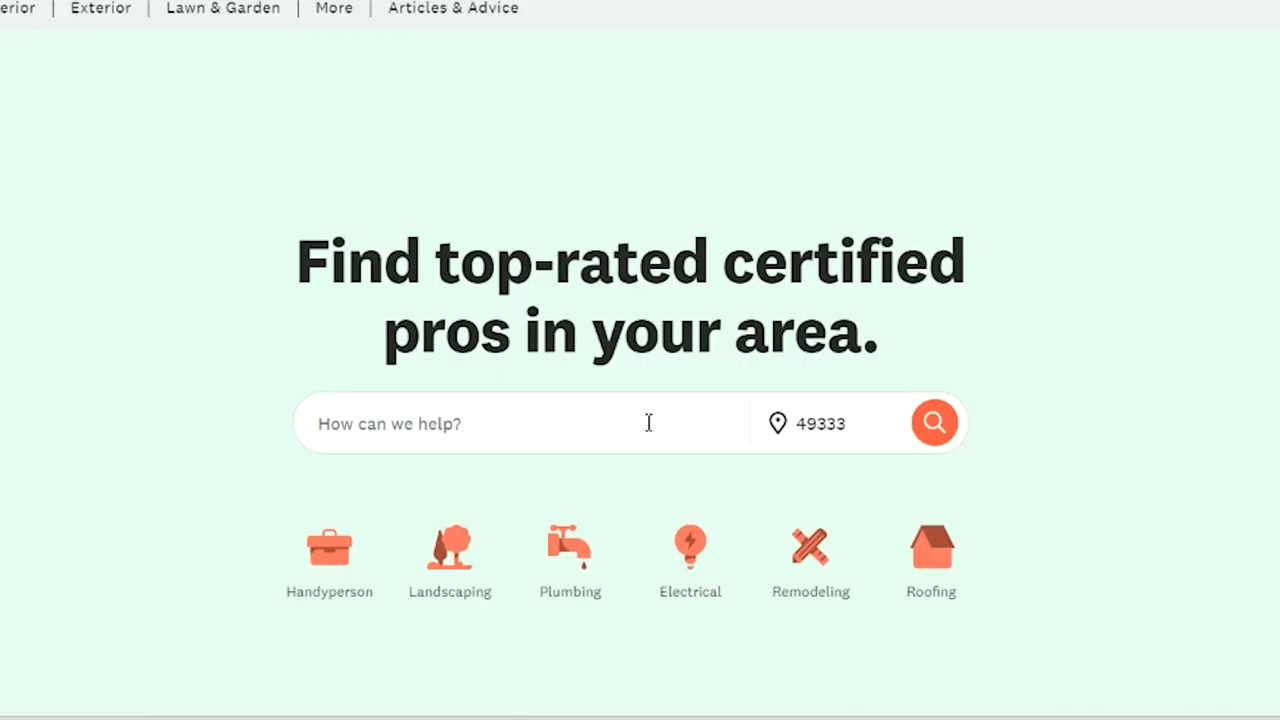 erior | Exterior | Lawn & Garden | More | Articles & Advice
Find top-rated certified
pros in your area.
How can we help? 49333
Handyperson Landscaping Plumbing Electrical Remodeling Roofing